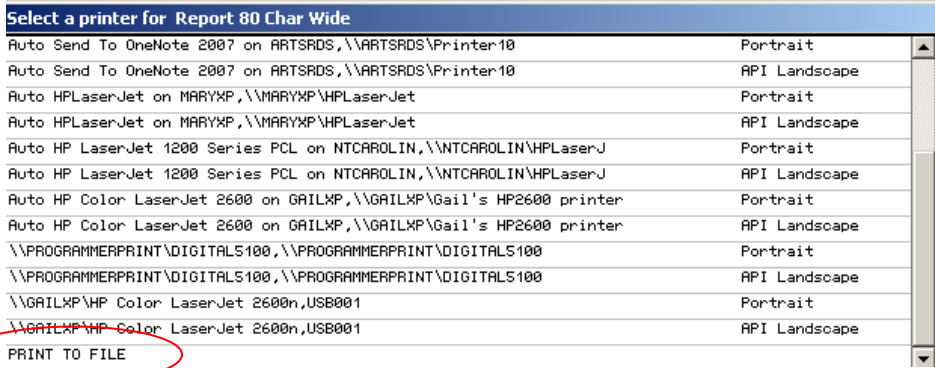 Select a printer for Report 80 Char Wide
Auto Send To OneNote 2007 on ARTSRDS,\\ARTSRDS\Printer10 Portrait
Auto Send To OneNote 2007 on ARTSRDS,\\ARTSRDS\Printer10 API Landscape
Auto HPLaserJet on MARYXP,\\MARYXP\HPLaserJet Portrait
Auto HPLaserJet on MARYXP,\\MARYXP\HPLaserJet API Landscape
Auto HP LaserJet 1200 Series PCL on NTCAROLIN,\\NTCAROLIN\HPLaserJ Portrait
Auto HP LaserJet 1200 Series PCL on NTCAROLIN,\\NTCAROLIN\HPLaserJ API Landscape
Auto HP Color LaserJet 2600 on GAILXP,\\GAILXP\Gail's HP2600 printer Portrait
Auto HP Color LaserJet 2600 on GAILXP,\\GAILXP\Gail's HP2600 printer API Landscape
\\PROGRAMMERPRINT\DIGITAL5100,\\PROGRAMMERPRINT\DIGITAL5100 Portrait
\\PROGRAMMERPRINT\DIGITAL5100,\\PROGRAMMERPRINT\DIGITAL5100 API Landscape
\\GAILXP\HP Color LaserJet 2600n,USB001 Portrait
\\GAILXP\HP Color LaserJet 2600n,USB001 API Landscape
PRINT TO FILE